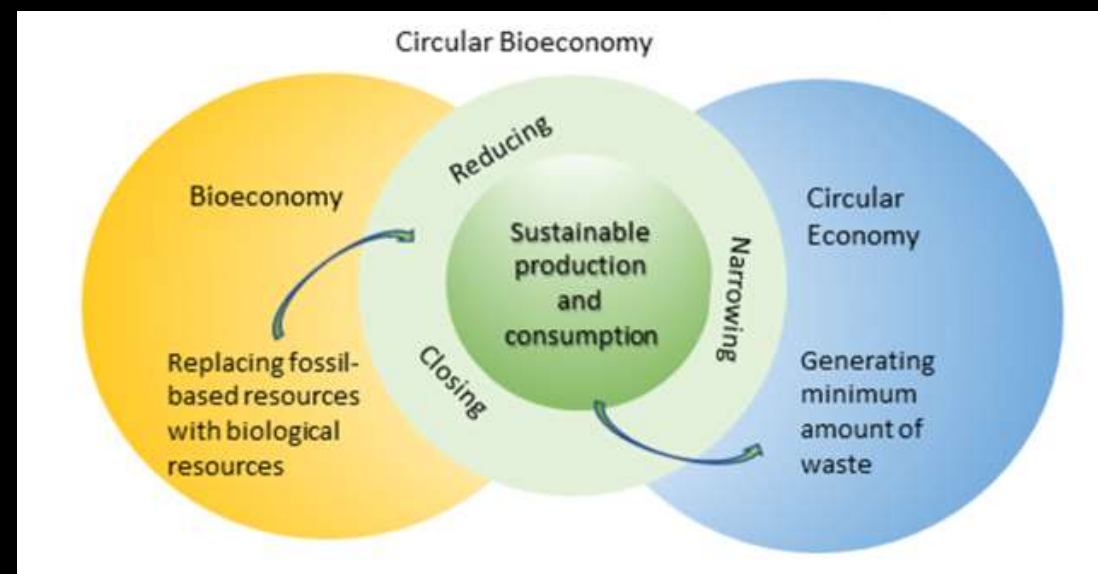 Circular Bioeconomy
Bioeconomy
Replacing fossil-
based resources
with biological
resources
Reducing
Closing
Narrowing
Sustainable
production
and
consumption
Circular
Economy
Generating
minimum
amount of
waste